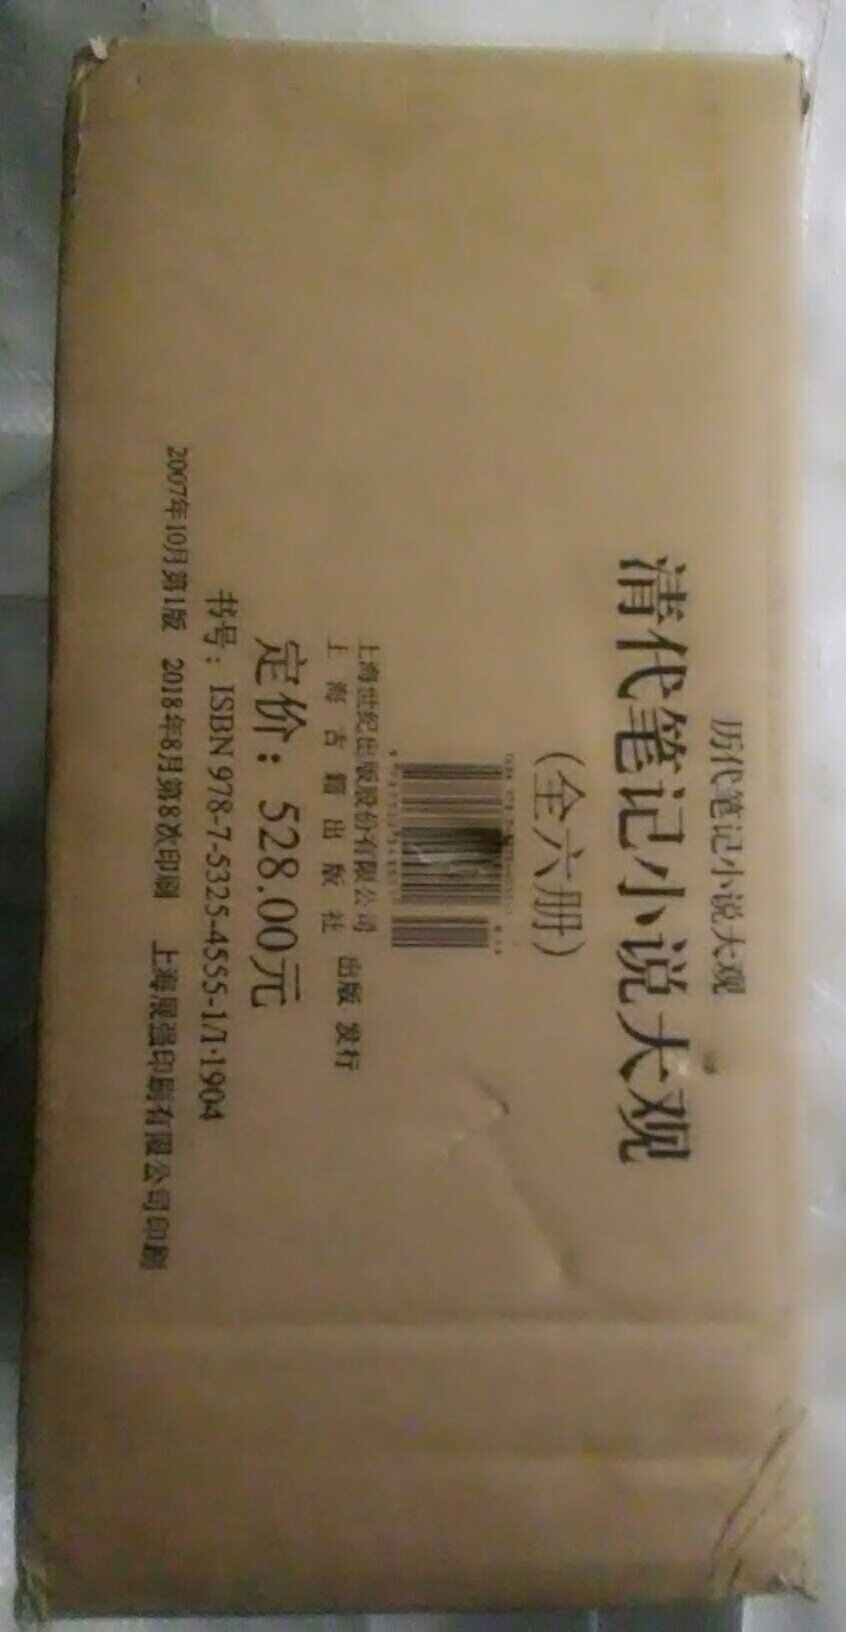 历代笔记小说大观
清代笔记小说大观
(全六册)
上海世纪出版股份有限公司
上海古籍出版社
出版 发行
定价：528.00元
书号：ISBN 978-7-5325-4555-1/I·1904
2007年10月第1版 2018年8月第8次印刷 上海展强印刷有限公司印刷